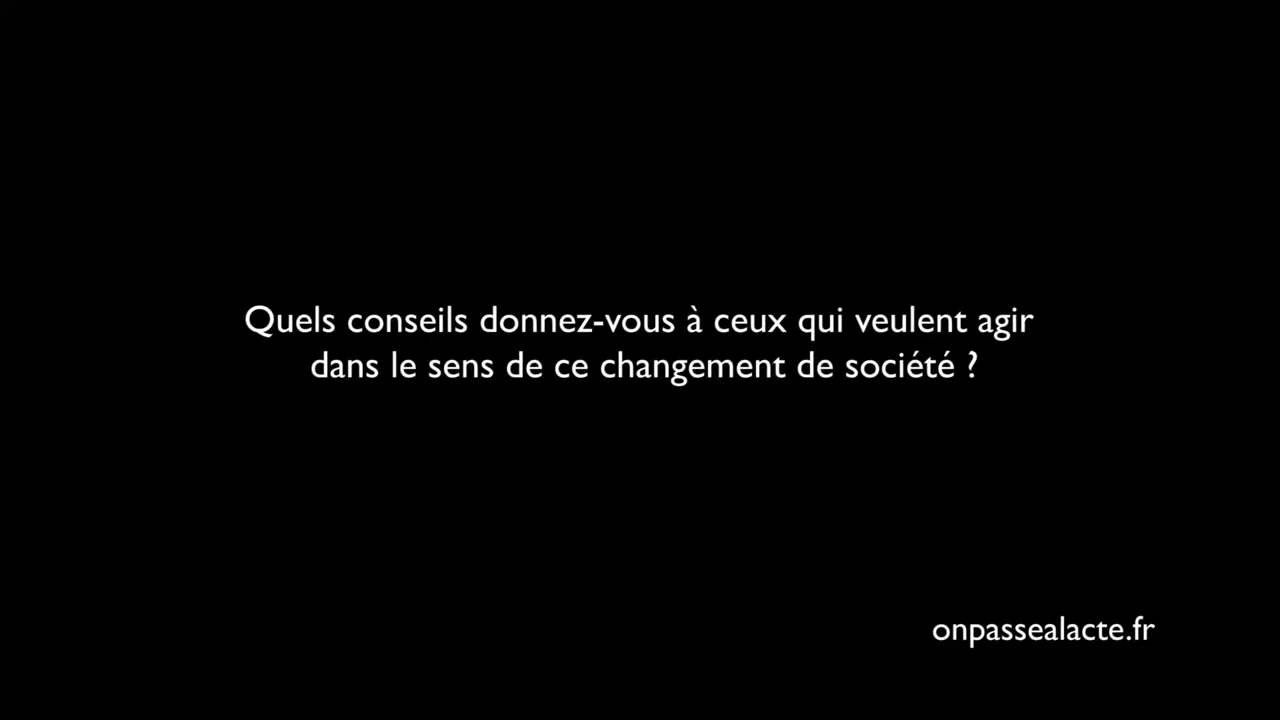 Quels conseils donnez-vous à ceux qui veulent agir
dans le sens de ce changement de société ?
onpassealacte.fr